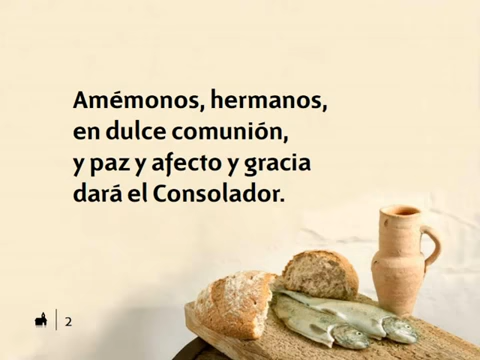 Amémonos, hermanos,
en dulce comunión,
y paz y afecto y gracia
dará el Consolador.
2